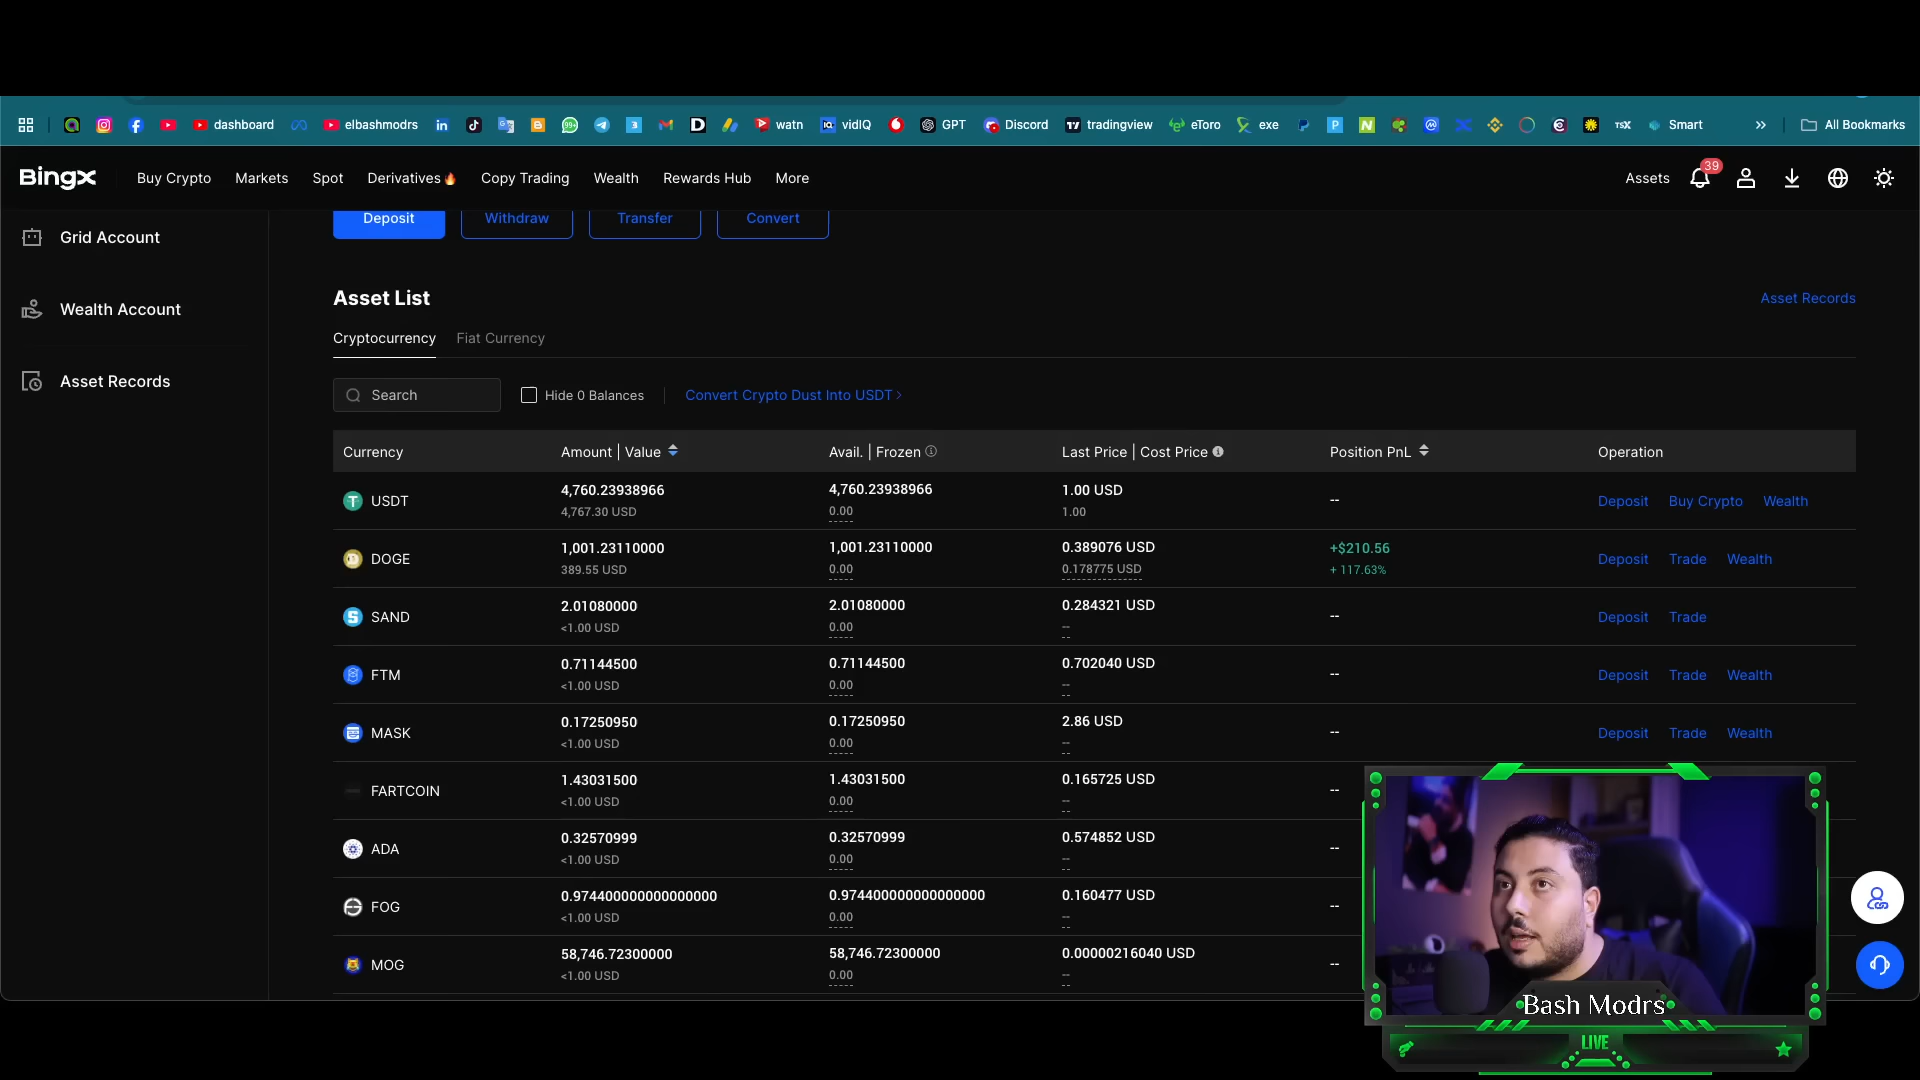 dashboard elbashmodrs watn vidIQ GPT Discord tradingview eToro exe TSX Smart All Bookmarks
BingX Buy Crypto Markets Spot Derivatives Copy Trading Wealth Rewards Hub More Assets 39
Deposit Withdraw Transfer Convert
Grid Account
Wealth Account
Asset Records
Asset List Asset Records
Cryptocurrency Fiat Currency
Search Hide 0 Balances Convert Crypto Dust Into USDT >
Currency Amount | Value Avail. | Frozen Last Price | Cost Price Position PnL Operation
USDT 4,760.23938966 4,760.23938966 1.00 USD -- Deposit Buy Crypto Wealth
4,767.30 USD 0.00 1.00
DOGE 1,001.23110000 1,001.23110000 0.389076 USD +$210.56 Deposit Trade Wealth
389.55 USD 0.00 0.178775 USD + 117.63%
SAND 2.01080000 2.01080000 0.284321 USD -- Deposit Trade
<1.00 USD 0.00 --
FTM 0.71144500 0.71144500 0.702040 USD -- Deposit Trade Wealth
<1.00 USD 0.00 --
MASK 0.17250950 0.17250950 2.86 USD -- Deposit Trade Wealth
<1.00 USD 0.00 --
FARTCOIN 1.43031500 1.43031500 0.165725 USD --
<1.00 USD 0.00 --
ADA 0.32570999 0.32570999 0.574852 USD --
<1.00 USD 0.00 --
FOG 0.974400000000000000 0.974400000000000000 0.160477 USD --
<1.00 USD 0.00 --
MOG 58,746.72300000 58,746.72300000 0.00000216040 USD --
<1.00 USD 0.00 --
Bash Modrs
LIVE